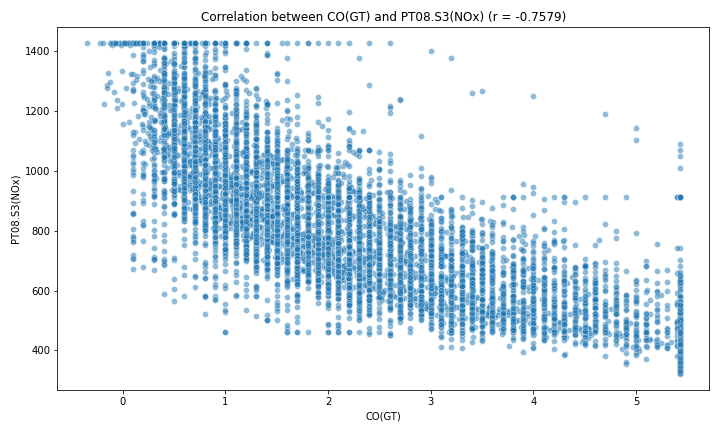 Correlation between CO(GT) and PT08.S3(NOx) (r = -0.7579)
1400
1200
1000
800
600
400
PT08.S3(NOx)
0 1 2 3 4 5
CO(GT)